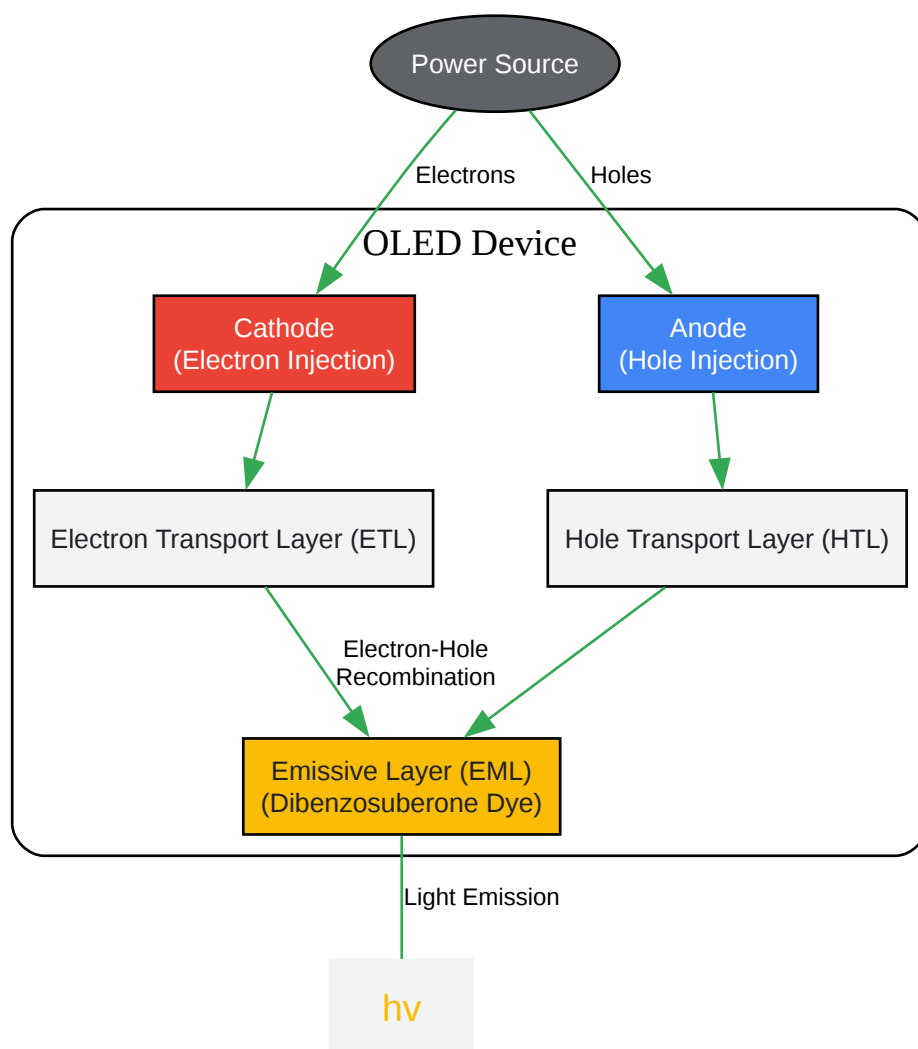 Power Source
Electrons
Holes
OLED Device
Cathode
(Electron Injection)
Anode
(Hole Injection)
Electron Transport Layer (ETL)
Hole Transport Layer (HTL)
Electron-Hole
Recombination
Emissive Layer (EML)
(Dibenzosuberone Dye)
Light Emission
hv